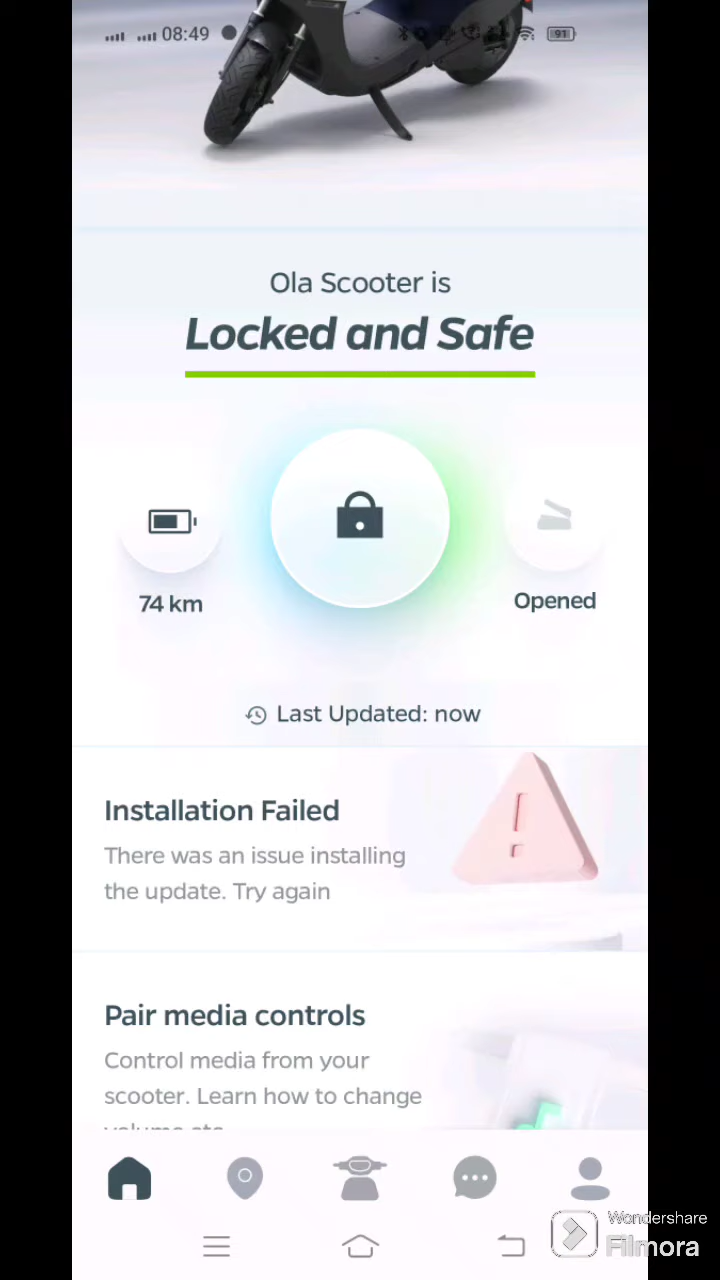 08:49
91
Ola Scooter is
Locked and Safe
74 km
Opened
Last Updated: now
Installation Failed
There was an issue installing
the update. Try again
Pair media controls
Control media from your
scooter. Learn how to change
Wondershare
Filmora